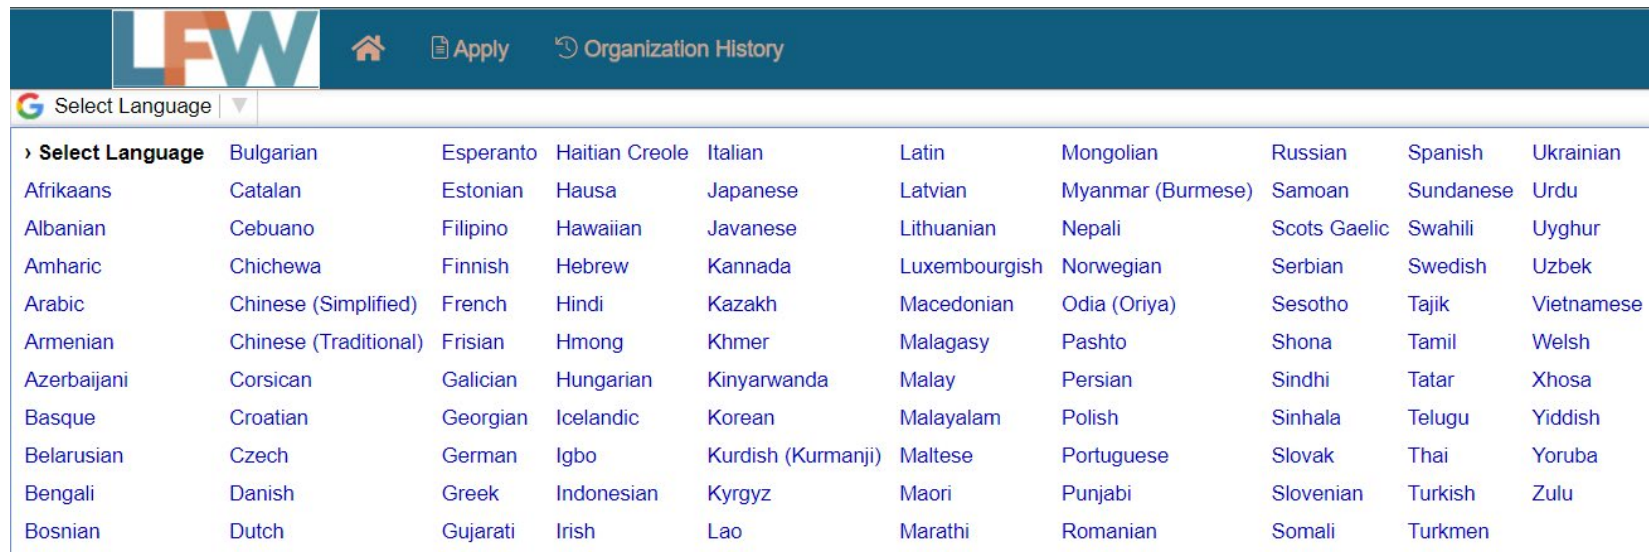 LFW Apply Organization History
Select Language ▼
› Select Language Bulgarian Esperanto Haitian Creole Italian Latin Mongolian Russian Spanish Ukrainian
Afrikaans Catalan Estonian Hausa Japanese Latvian Myanmar (Burmese) Samoan Sundanese Urdu
Albanian Cebuano Filipino Hawaiian Javanese Lithuanian Nepali Scots Gaelic Swahili Uyghur
Amharic Chichewa Finnish Hebrew Kannada Luxembourgish Norwegian Serbian Swedish Uzbek
Arabic Chinese (Simplified) French Hindi Kazakh Macedonian Odia (Oriya) Sesotho Tajik Vietnamese
Armenian Chinese (Traditional) Frisian Hmong Khmer Malagasy Pashto Shona Tamil Welsh
Azerbaijani Corsican Galician Hungarian Kinyarwanda Malay Persian Sindhi Tatar Xhosa
Basque Croatian Georgian Icelandic Korean Malayalam Polish Sinhala Telugu Yiddish
Belarusian Czech German Igbo Kurdish (Kurmanji) Maltese Portuguese Slovak Thai Yoruba
Bengali Danish Greek Indonesian Kyrgyz Maori Punjabi Slovenian Turkish Zulu
Bosnian Dutch Gujarati Irish Lao Marathi Romanian Somali Turkmen